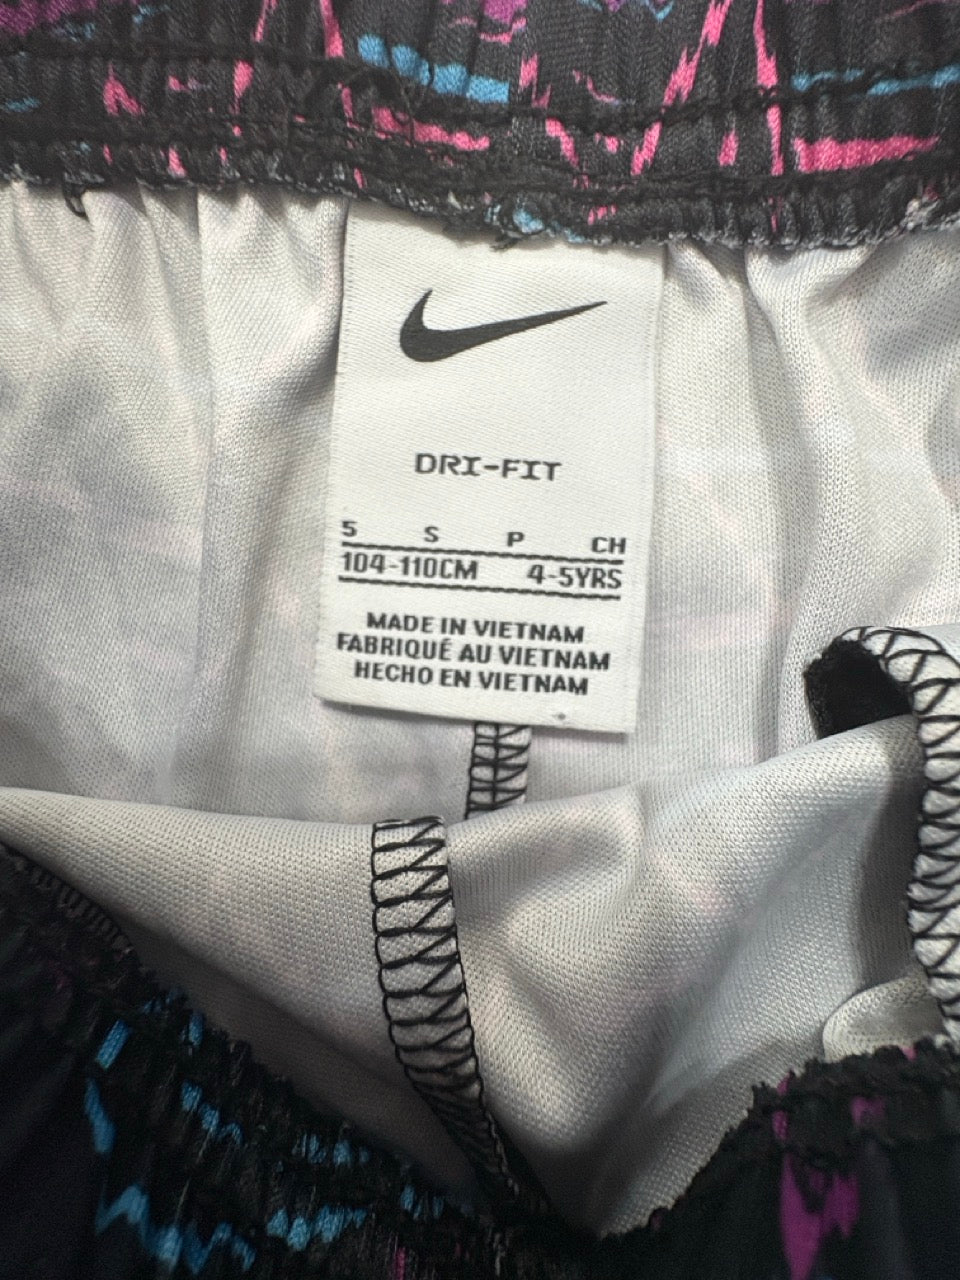 DRI-FIT
5 S P CH
104-110CM 4-5YRS
MADE IN VIETNAM
FABRIQUÉ AU VIETNAM
HECHO EN VIETNAM